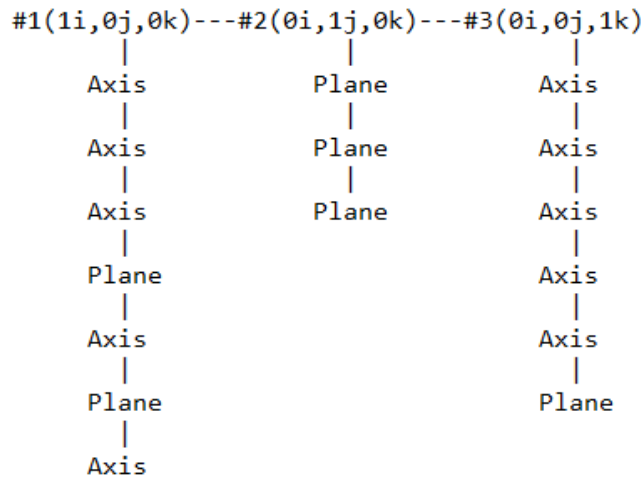 #1(1i,0j,0k)---#2(0i,1j,0k)---#3(0i,0j,1k)
| | |
Axis Plane Axis
| | |
Axis Plane Axis
| | |
Axis Plane Axis
| |
Plane Axis
| |
Axis Axis
| |
Plane Plane
|
Axis